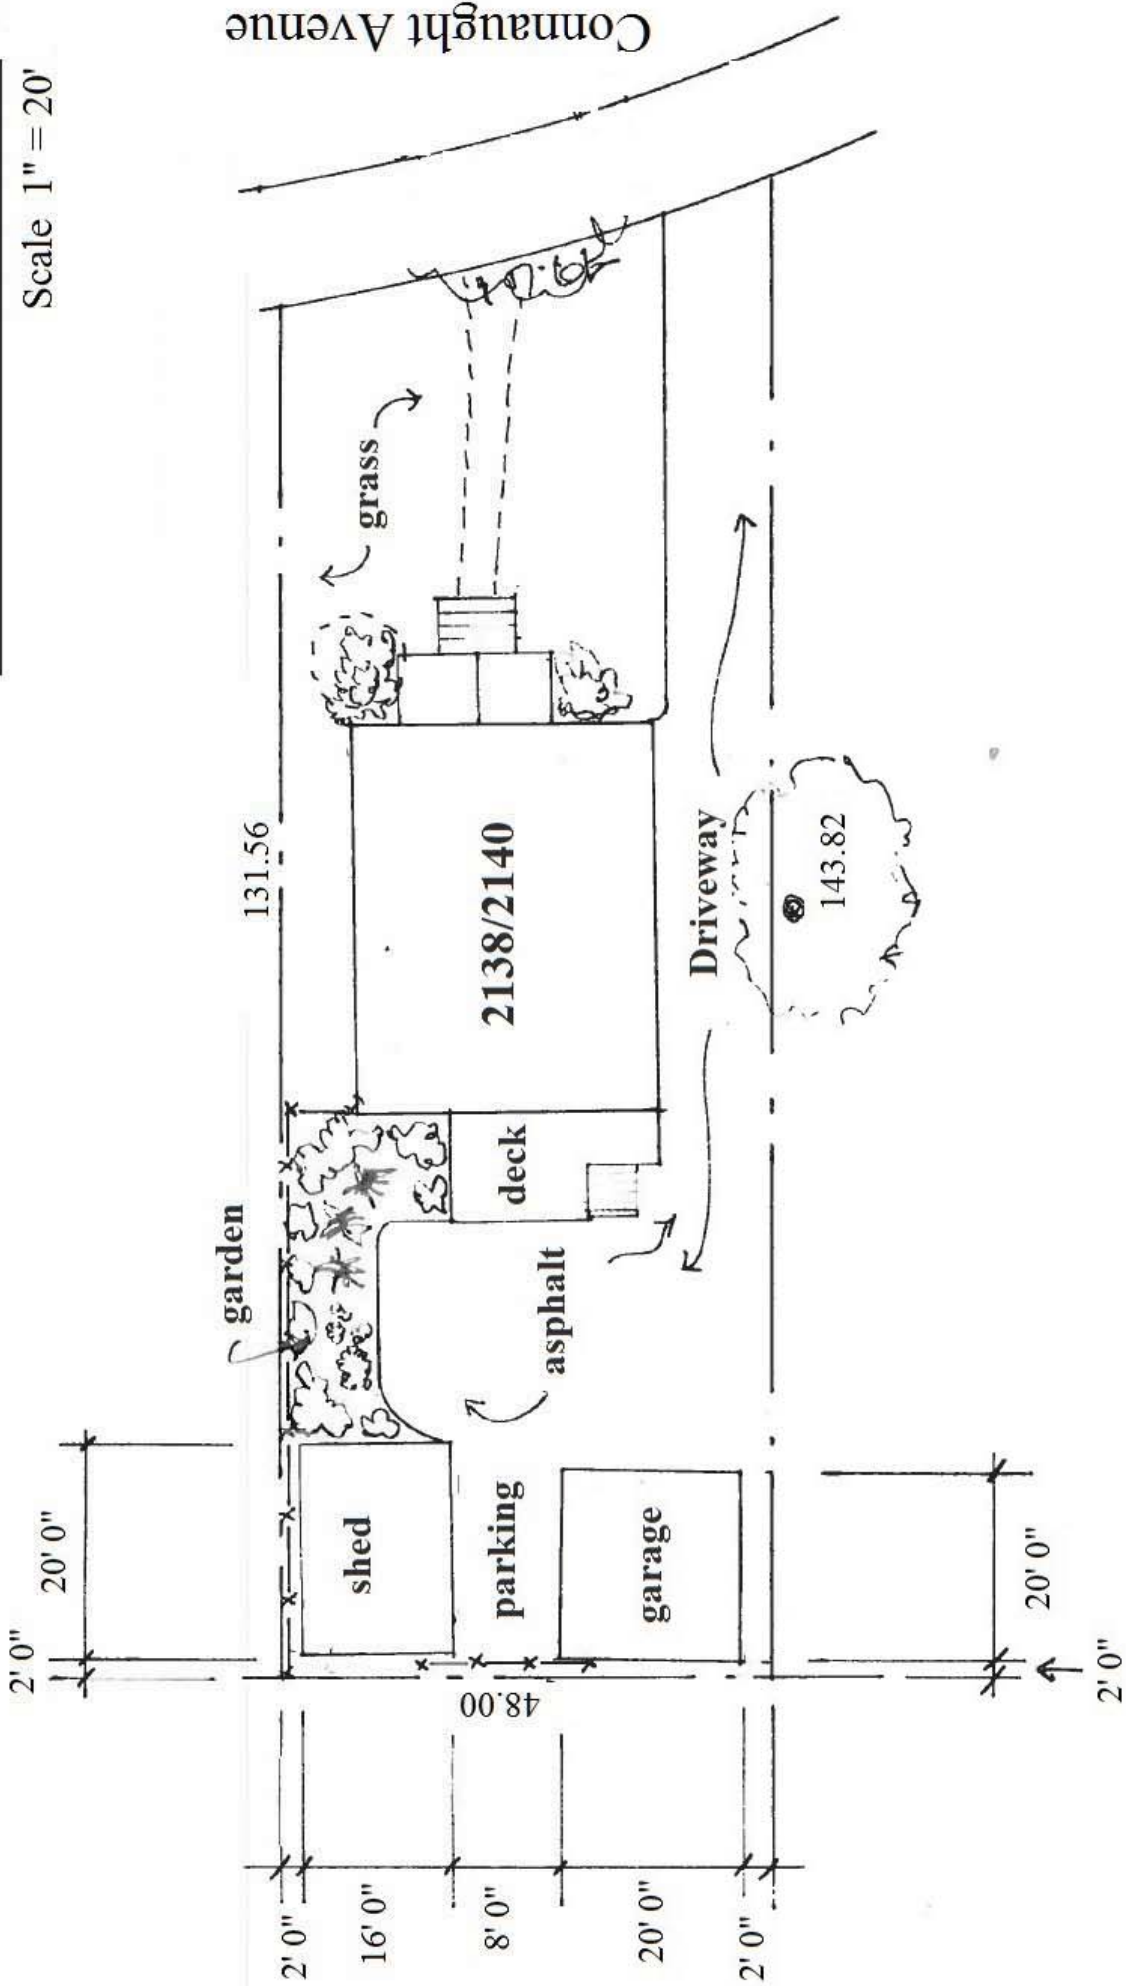 Scale 1" = 20'
Connaught Avenue
grass
131.56
2138/2140
Driveway
143.82
garden
deck
asphalt
shed
parking
garage
20' 0"
2' 0"
48.00
20' 0"
2' 0"
2' 0"
16' 0"
8' 0"
20' 0"
2' 0"